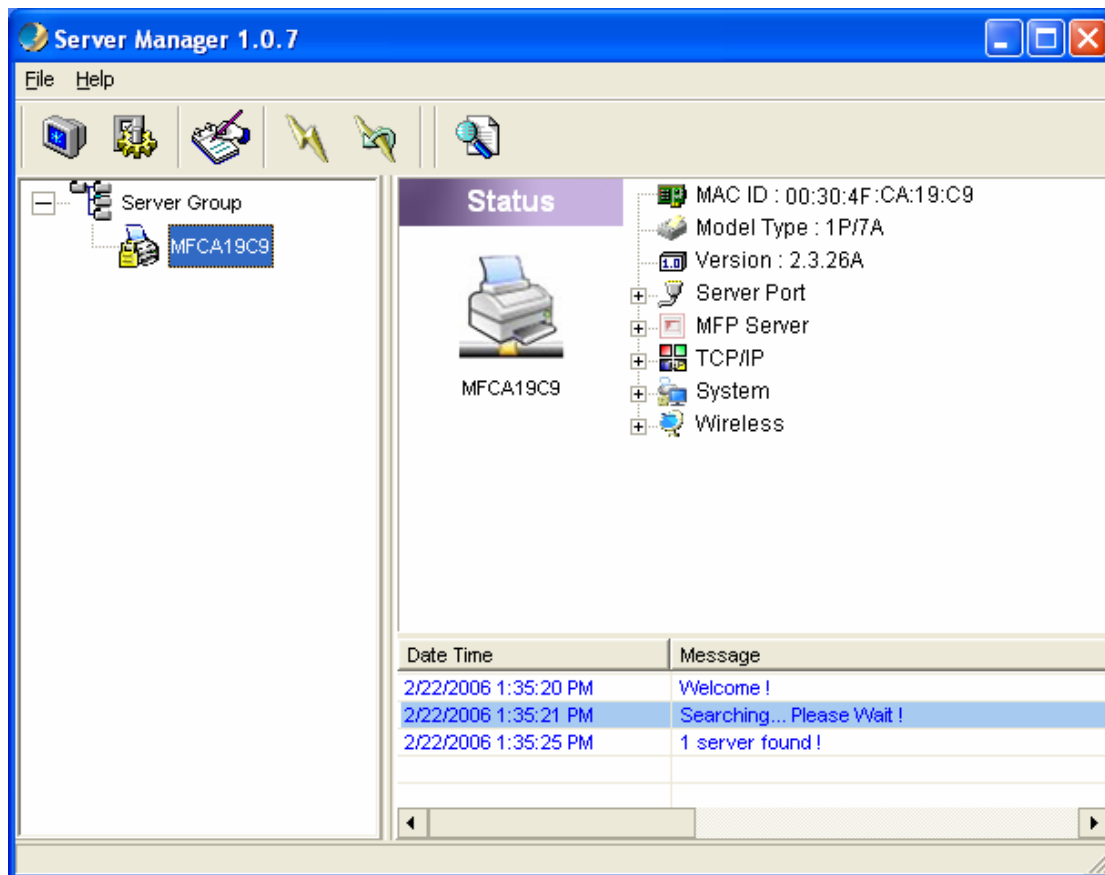 Server Manager 1.0.7
File Help
Server Group
MFCA19C9
Status
MFCA19C9
MAC ID : 00:30:4F:CA:19:C9
Model Type : 1P/7A
1.0 Version : 2.3.26A
Server Port
MFP Server
TCP/IP
System
Wireless
Date Time Message
2/22/2006 1:35:20 PM Welcome !
2/22/2006 1:35:21 PM Searching... Please Wait !
2/22/2006 1:35:25 PM 1 server found !